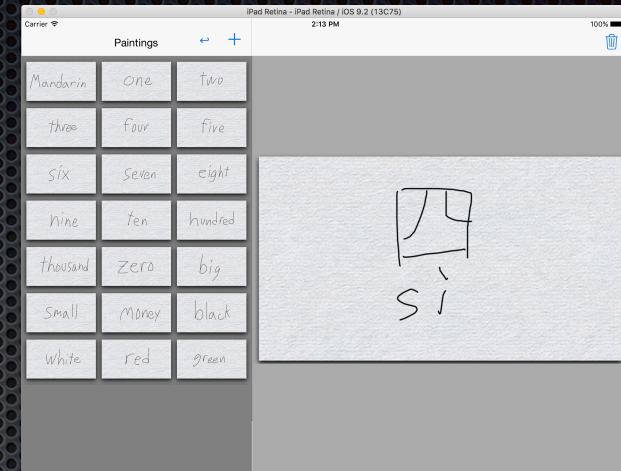 iPad Retina - iPad Retina / iOS 9.2 (13C75)
Carrier 2:13 PM 100%
Paintings ↩ +
Mandarin one two
three four five
six seven eight
nine ten hundred
thousand zero big
small money black
white red green
四
sì